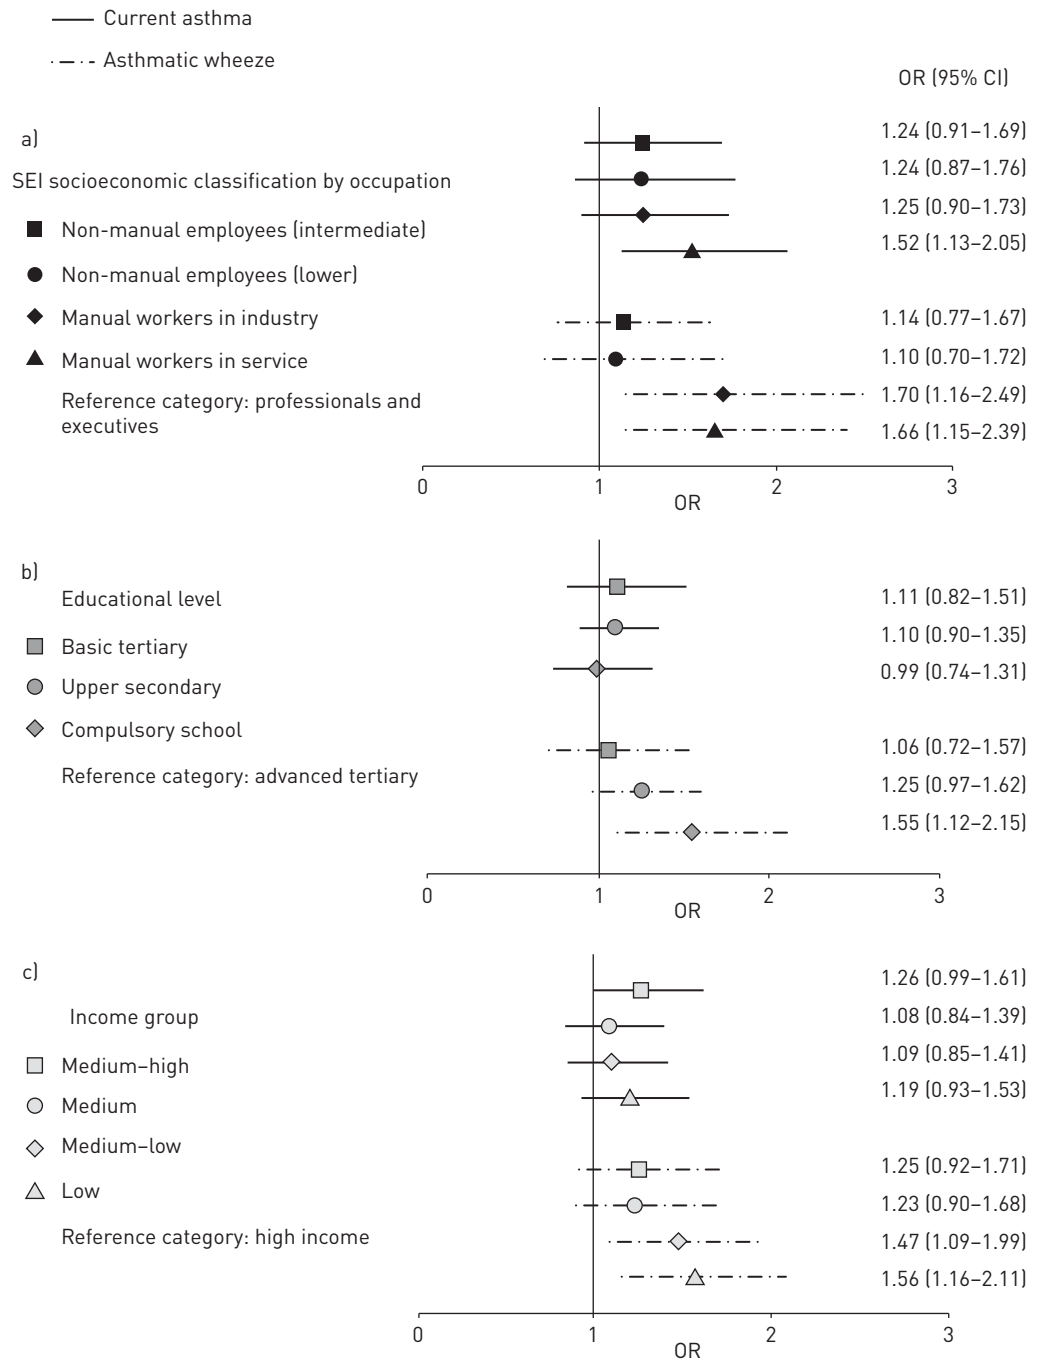 Current asthma
Asthmatic wheeze
OR (95% CI)
a)
SEI socioeconomic classification by occupation
Non-manual employees (intermediate)
Non-manual employees (lower)
Manual workers in industry
Manual workers in service
Reference category: professionals and
executives
1.24 (0.91–1.69)
1.24 (0.87–1.76)
1.25 (0.90–1.73)
1.52 (1.13–2.05)
1.14 (0.77–1.67)
1.10 (0.70–1.72)
1.70 (1.16–2.49)
1.66 (1.15–2.39)
0 1 2 3
OR
b)
Educational level
Basic tertiary
Upper secondary
Compulsory school
Reference category: advanced tertiary
1.11 (0.82–1.51)
1.10 (0.90–1.35)
0.99 (0.74–1.31)
1.06 (0.72–1.57)
1.25 (0.97–1.62)
1.55 (1.12–2.15)
0 1 2 3
OR
c)
Income group
Medium–high
Medium
Medium–low
Low
Reference category: high income
1.26 (0.99–1.61)
1.08 (0.84–1.39)
1.09 (0.85–1.41)
1.19 (0.93–1.53)
1.25 (0.92–1.71)
1.23 (0.90–1.68)
1.47 (1.09–1.99)
1.56 (1.16–2.11)
0 1 2 3
OR